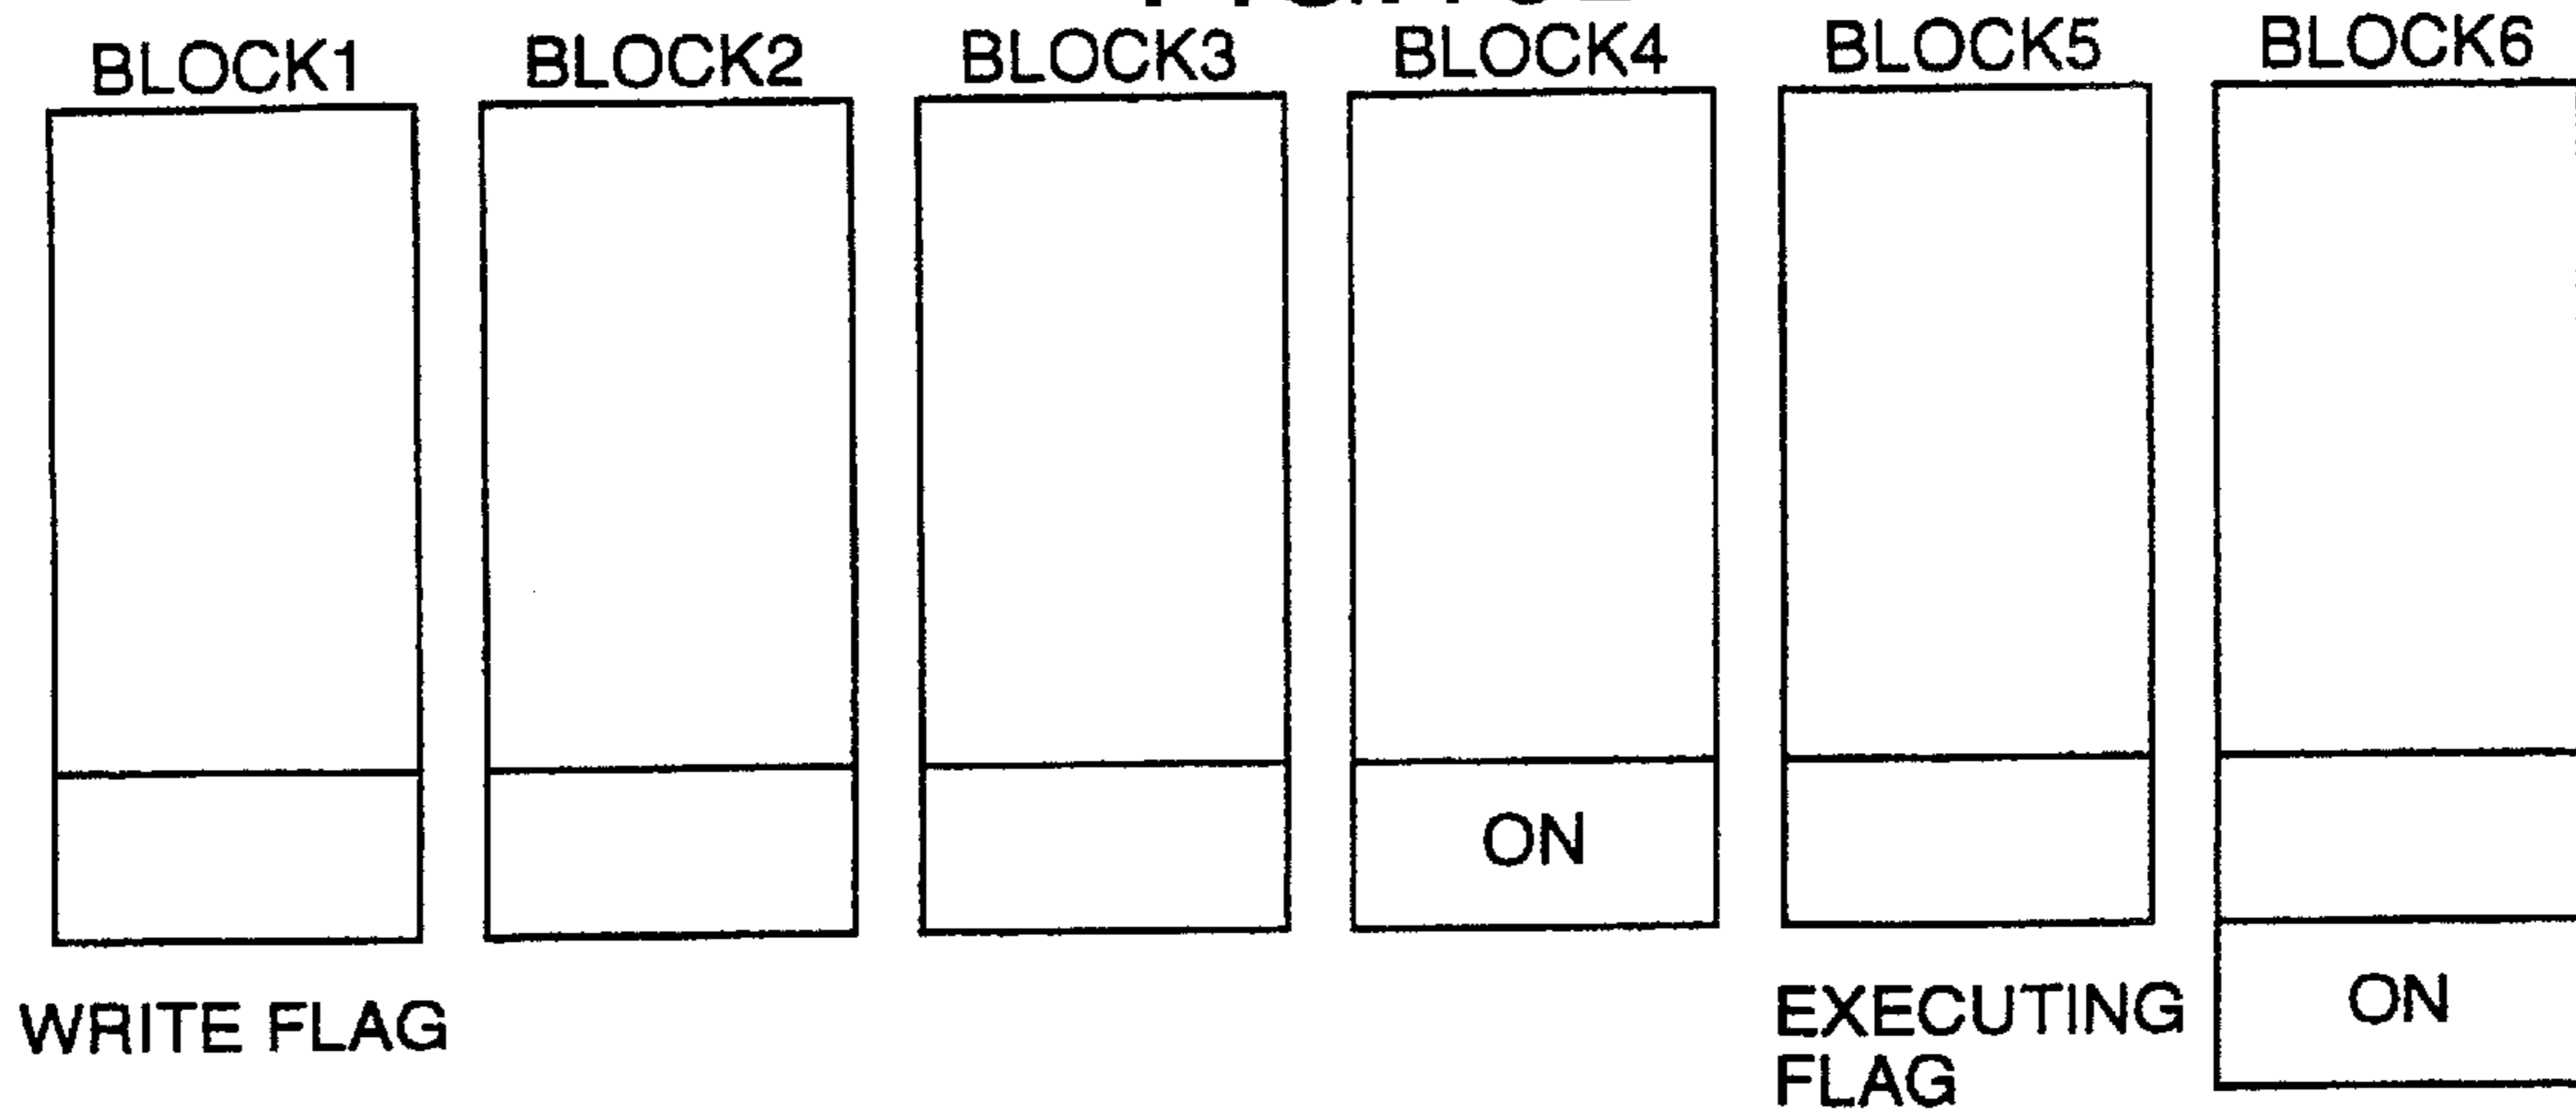 BLOCK1 BLOCK2 BLOCK3 BLOCK4 BLOCK5 BLOCK6
ON
WRITE FLAG
EXECUTING
FLAG
ON